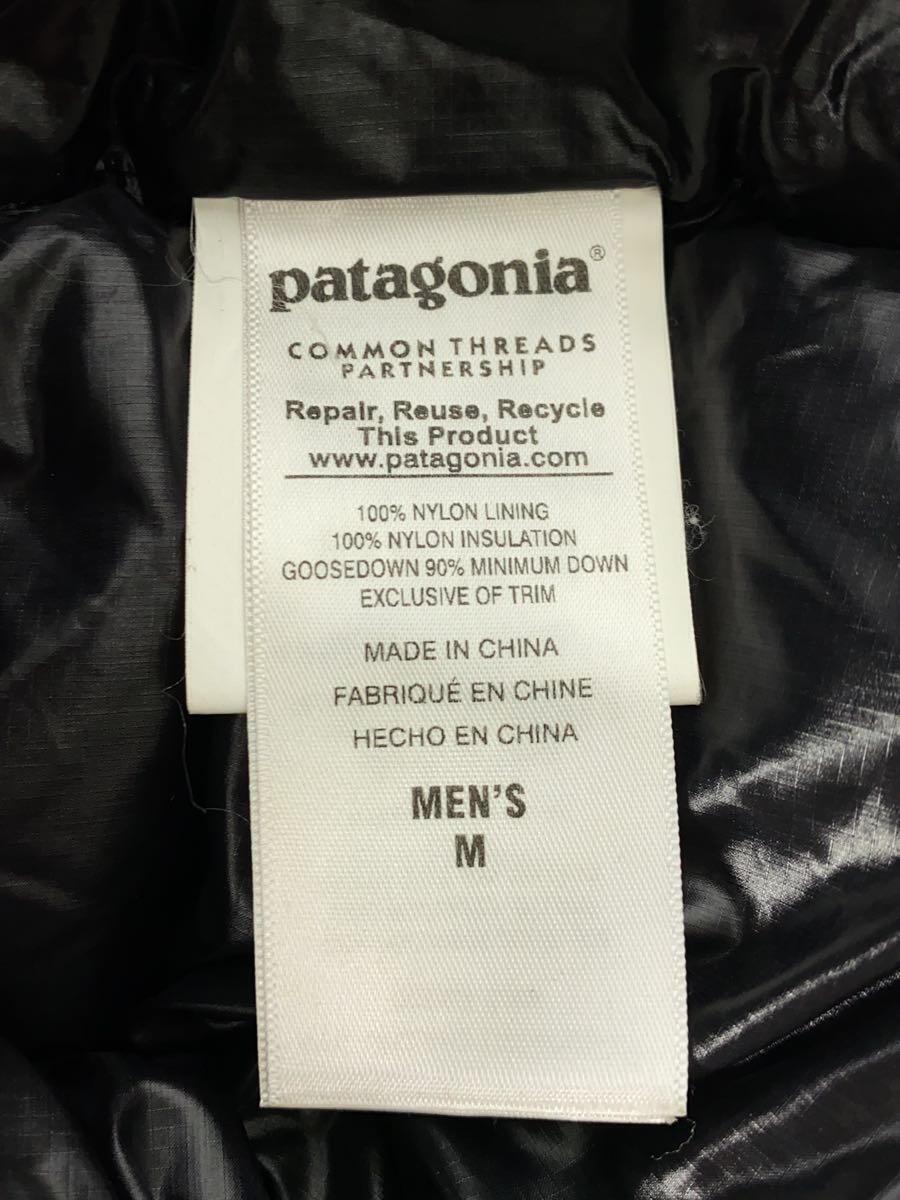 patagonia®
COMMON THREADS
PARTNERSHIP
Repair, Reuse, Recycle
This Product
www.patagonia.com
100% NYLON LINING
100% NYLON INSULATION
GOOSEDOWN 90% MINIMUM DOWN
EXCLUSIVE OF TRIM
MADE IN CHINA
FABRIQUÉ EN CHINE
HECHO EN CHINA
MEN'S
M